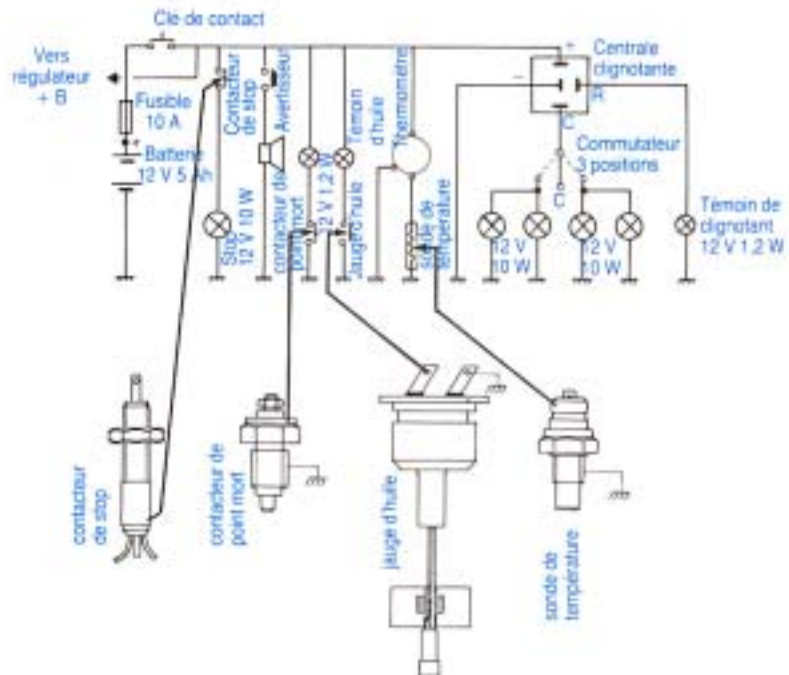 Clé de contact
Vers
régulateur
+ B
Fusible
10 A
+
Batterie
12 V 5 Ah
Contacteur
de stop
Avertisseur
Stop
12 V 10 W
contacteur de
point mort
12 V 1,2 W
Témoin
d'huile
Jauge d'huile
Thermomètre
sonde de
température
+
Centrale
clignotante
–
R
C
Commutateur
3 positions
12 V
10 W
12 V
10 W
Témoin de
clignotant
12 V 1,2 W
contacteur
de stop
contacteur de
point mort
jauge d'huile
sonde de
température